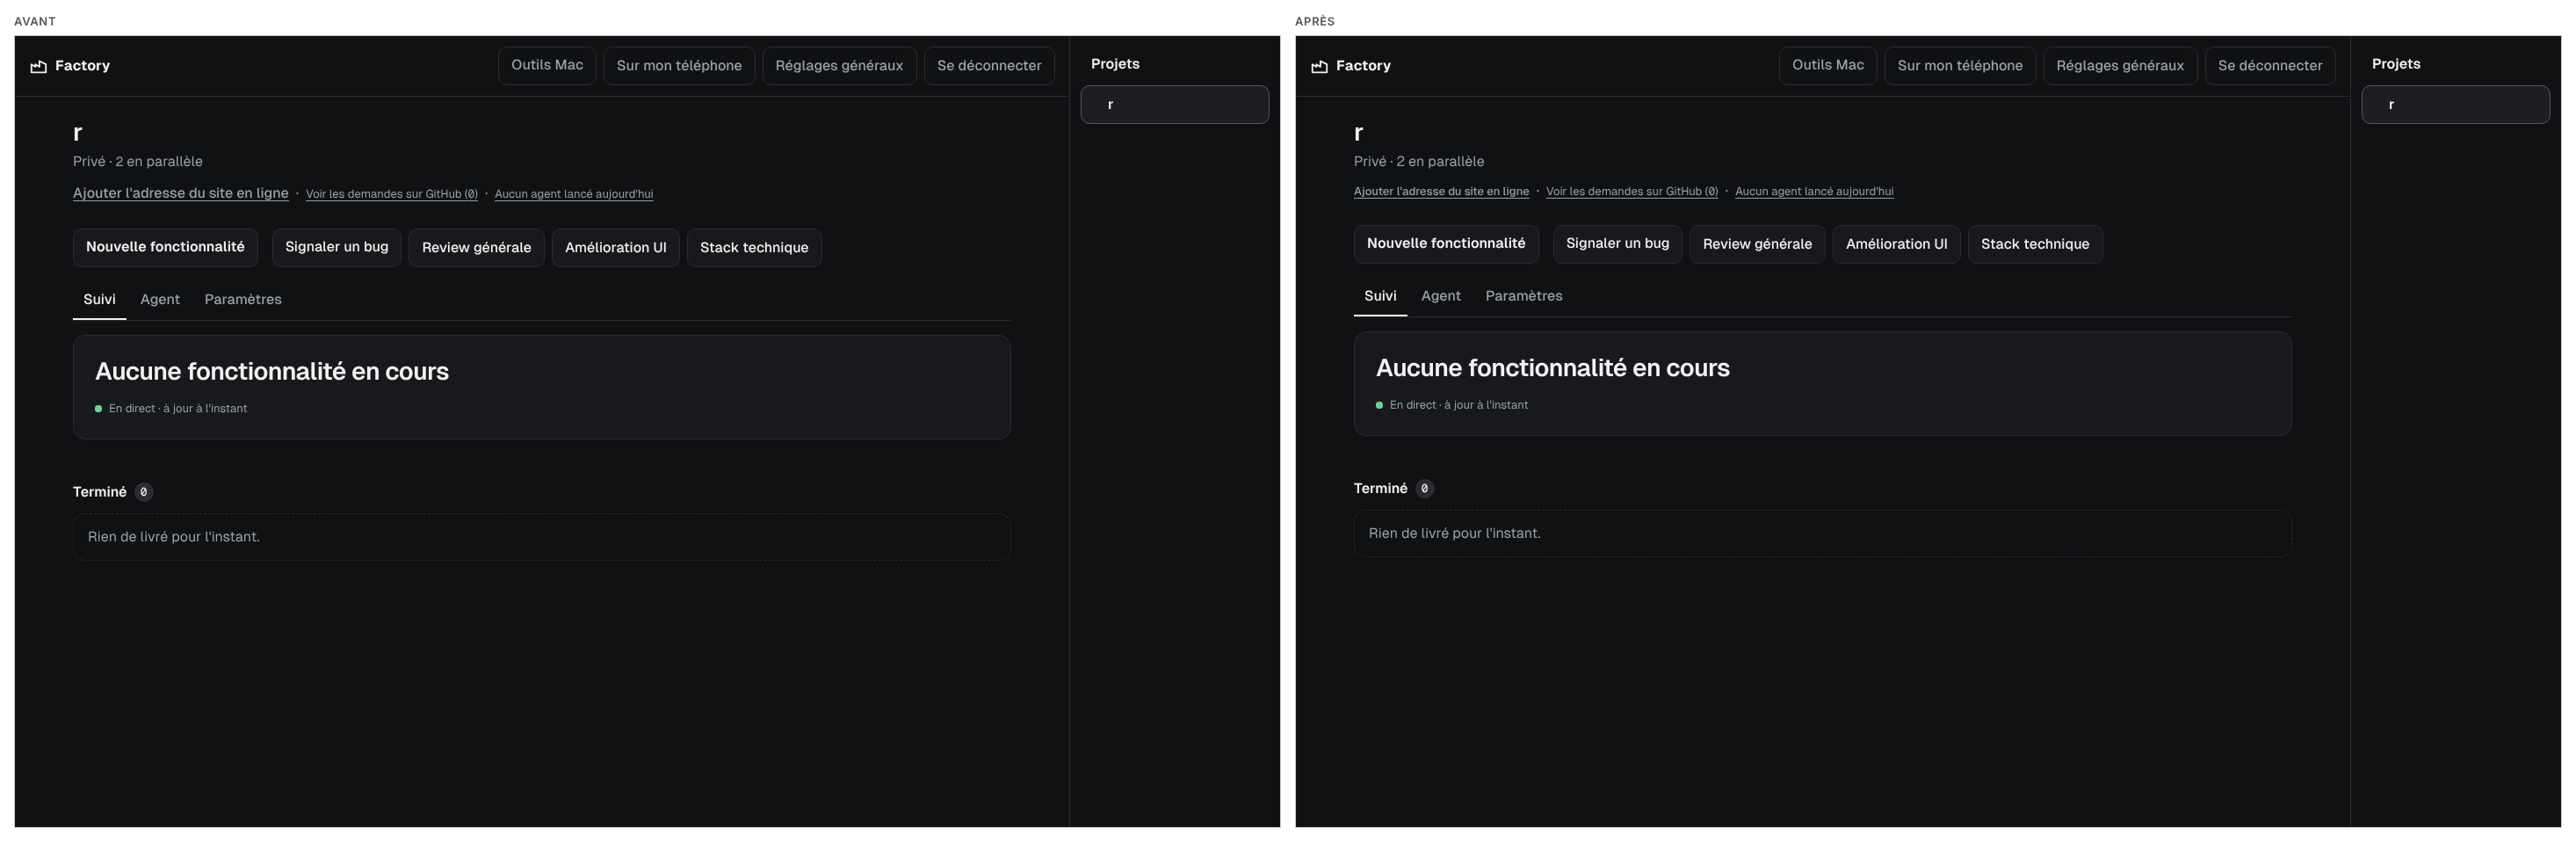 AVANT
Factory
Outils Mac
Sur mon téléphone
Réglages généraux
Se déconnecter
Projets
r
r
Privé · 2 en parallèle
Ajouter l'adresse du site en ligne · Voir les demandes sur GitHub (0) · Aucun agent lancé aujourd'hui
Nouvelle fonctionnalité
Signaler un bug
Review générale
Amélioration UI
Stack technique
Suivi
Agent
Paramètres
Aucune fonctionnalité en cours
En direct · à jour à l'instant
Terminé 0
Rien de livré pour l'instant.
APRÈS
Factory
Outils Mac
Sur mon téléphone
Réglages généraux
Se déconnecter
Projets
r
r
Privé · 2 en parallèle
Ajouter l'adresse du site en ligne · Voir les demandes sur GitHub (0) · Aucun agent lancé aujourd'hui
Nouvelle fonctionnalité
Signaler un bug
Review générale
Amélioration UI
Stack technique
Suivi
Agent
Paramètres
Aucune fonctionnalité en cours
En direct · à jour à l'instant
Terminé 0
Rien de livré pour l'instant.